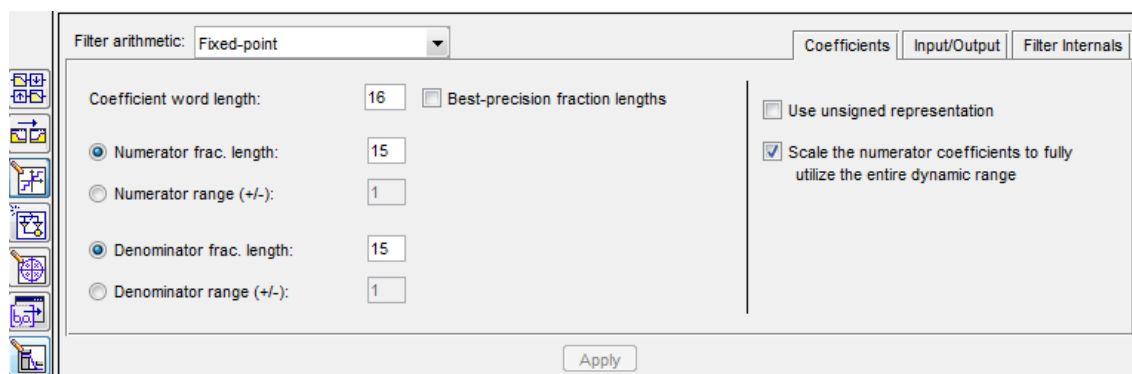 Filter arithmetic: Fixed-point
Coefficients Input/Output Filter Internals
Coefficient word length: 16 Best-precision fraction lengths
Use unsigned representation
Numerator frac. length: 15
Scale the numerator coefficients to fully
utilize the entire dynamic range
Numerator range (+/-): 1
Denominator frac. length: 15
Denominator range (+/-): 1
Apply